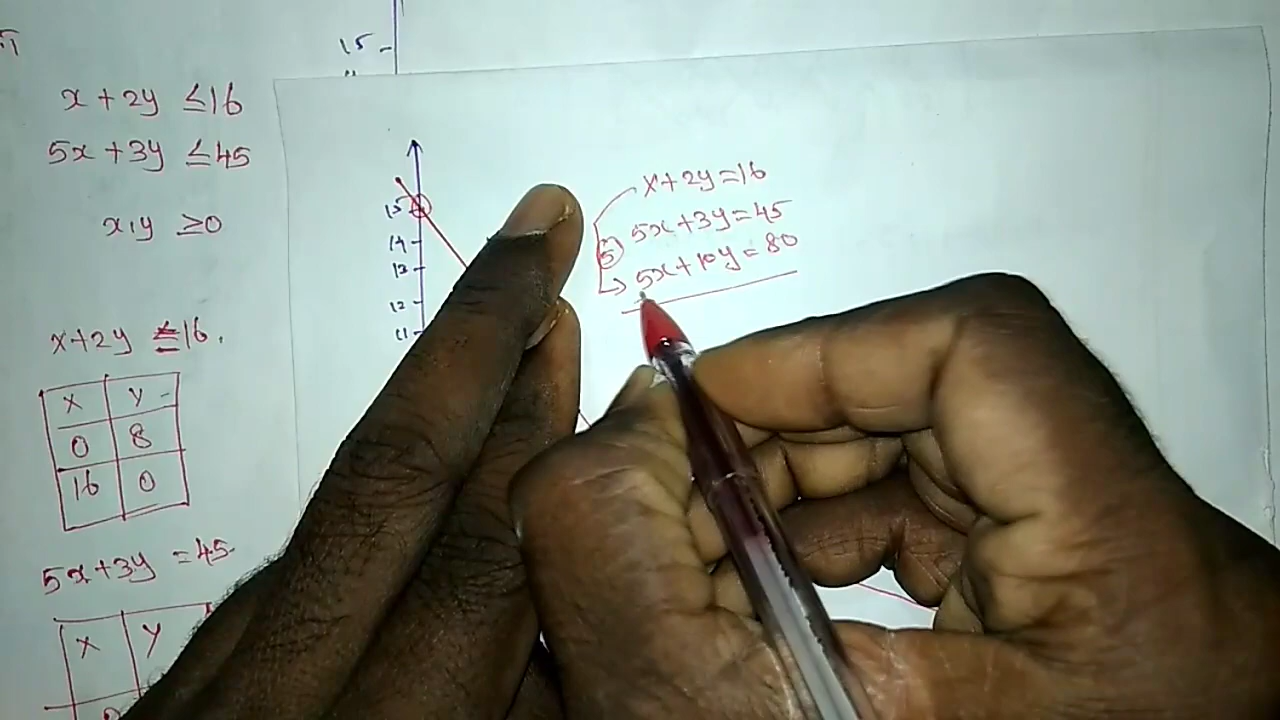 15
x + 2y ≤ 16
5x + 3y ≤ 45
x, y ≥ 0
x + 2y ≤ 16.
x y
0 8
16 0
5x + 3y = 45
x y
15
14
13
12
11
x + 2y = 16
5x + 3y = 45
5
5x + 10y = 80